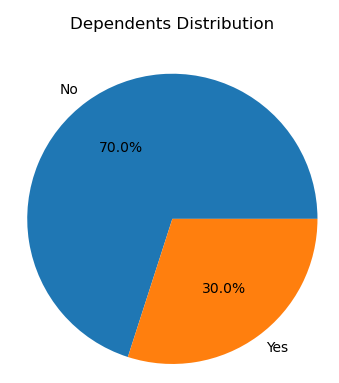 Dependents Distribution
No
70.0%
30.0%
Yes